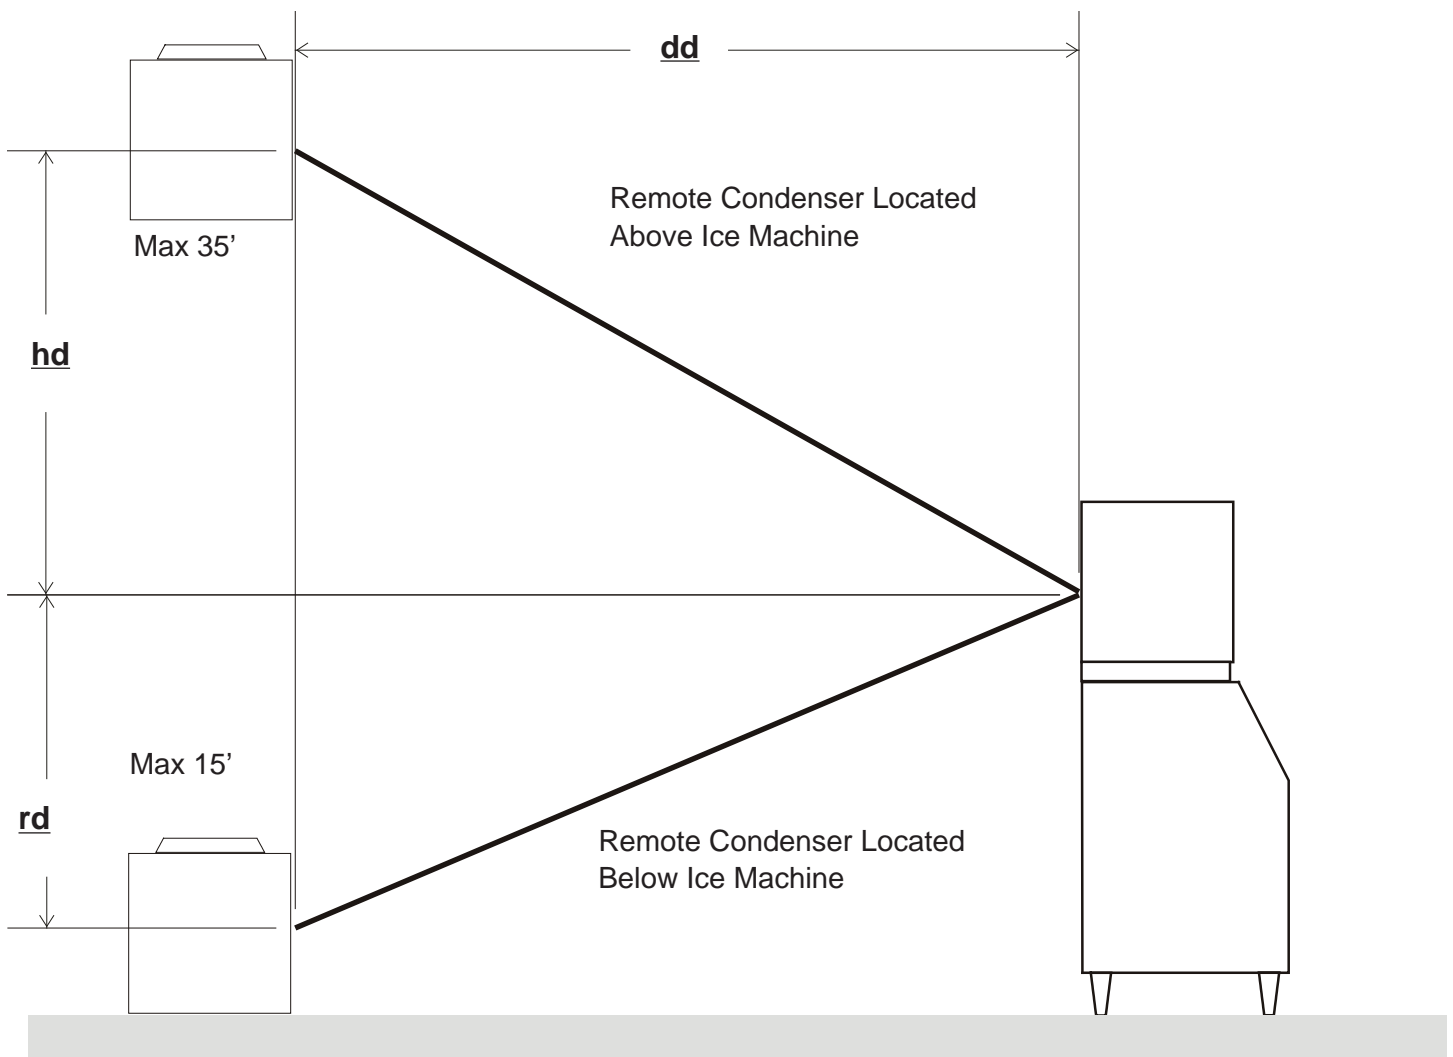 dd
Remote Condenser Located
Above Ice Machine
Max 35’
hd
Max 15’
rd
Remote Condenser Located
Below Ice Machine